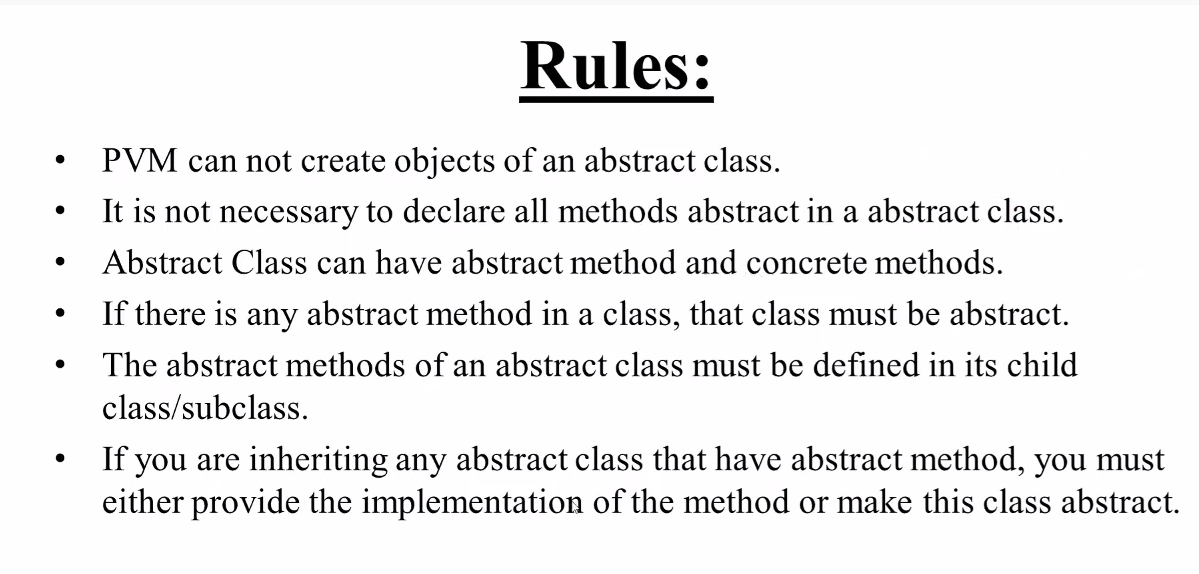 Rules:
• PVM can not create objects of an abstract class.
• It is not necessary to declare all methods abstract in a abstract class.
• Abstract Class can have abstract method and concrete methods.
• If there is any abstract method in a class, that class must be abstract.
• The abstract methods of an abstract class must be defined in its child
class/subclass.
• If you are inheriting any abstract class that have abstract method, you must
either provide the implementation of the method or make this class abstract.